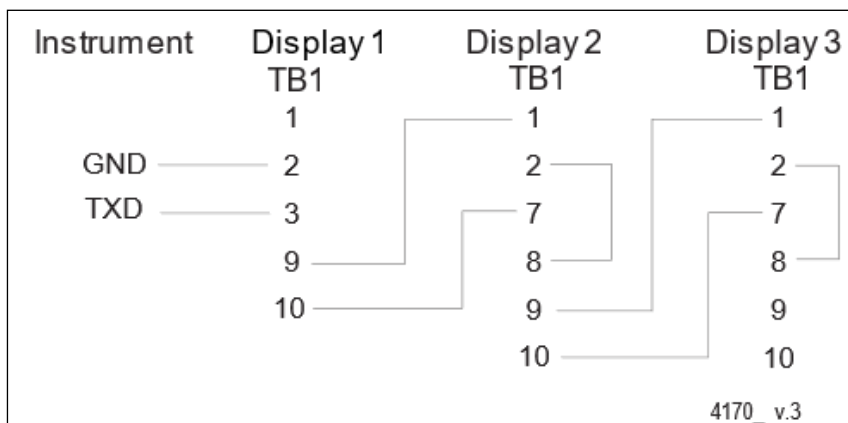 Instrument Display 1 Display 2 Display 3
TB1 TB1 TB1
1 1 1
GND 2 2 2
TXD 3 7 7
9 8 8
10 9 9
10 10
4170_ v.3